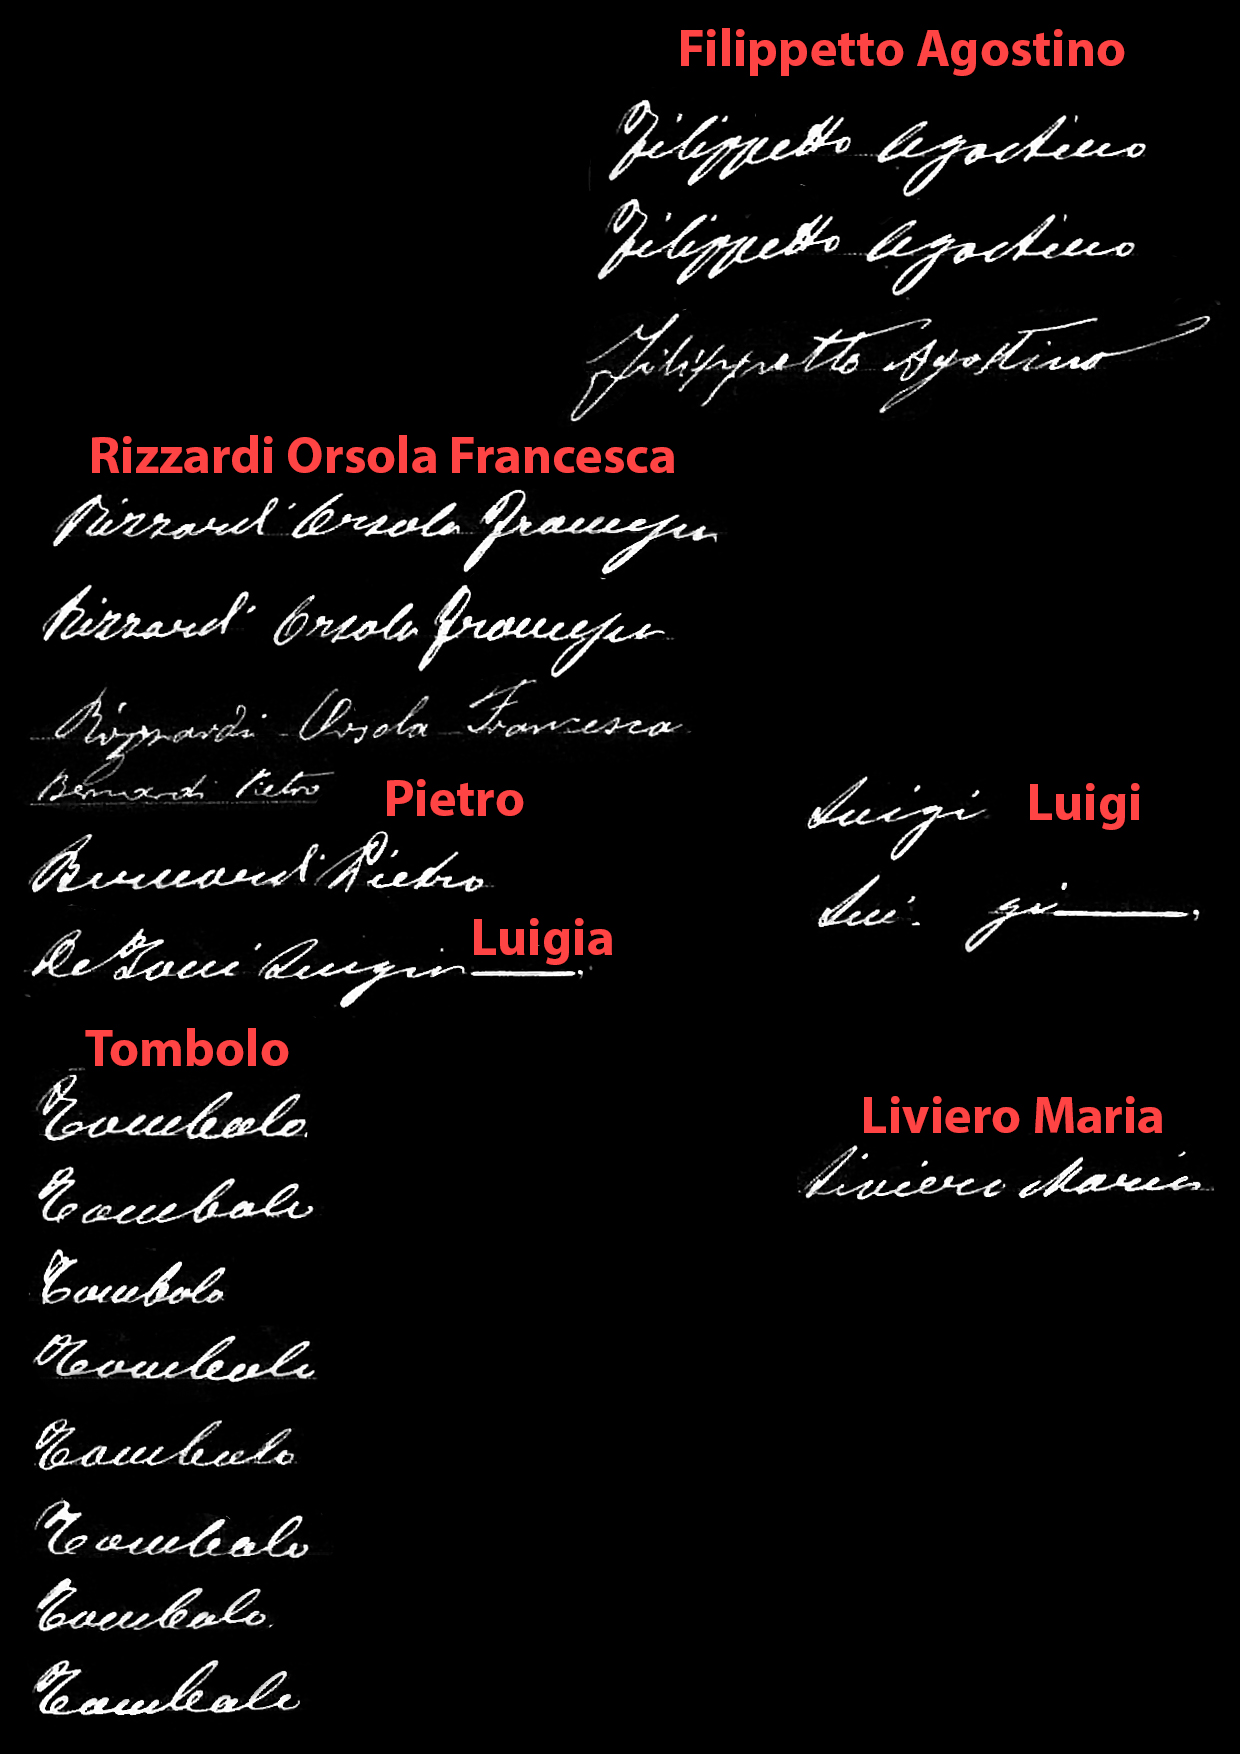 Filippetto Agostino
Filippetto Agostino
Filippetto Agostino
Filippetto Agostino
Rizzardi Orsola Francesca
Rizzardi Orsola Francesca
Rizzardi Orsola Francesca
Rizzardi Orsola Francesca
Bernardi Pietro
Pietro
Luigi Luigi
Bernardi Pietro
Lui. gi
Luigia
De Toni Luigia
Tombolo
Tombolo
Liviero Maria
Liviero Maria
Tombolo
Tombolo
Tombolo
Tombolo
Tombolo
Tombolo
Tombolo